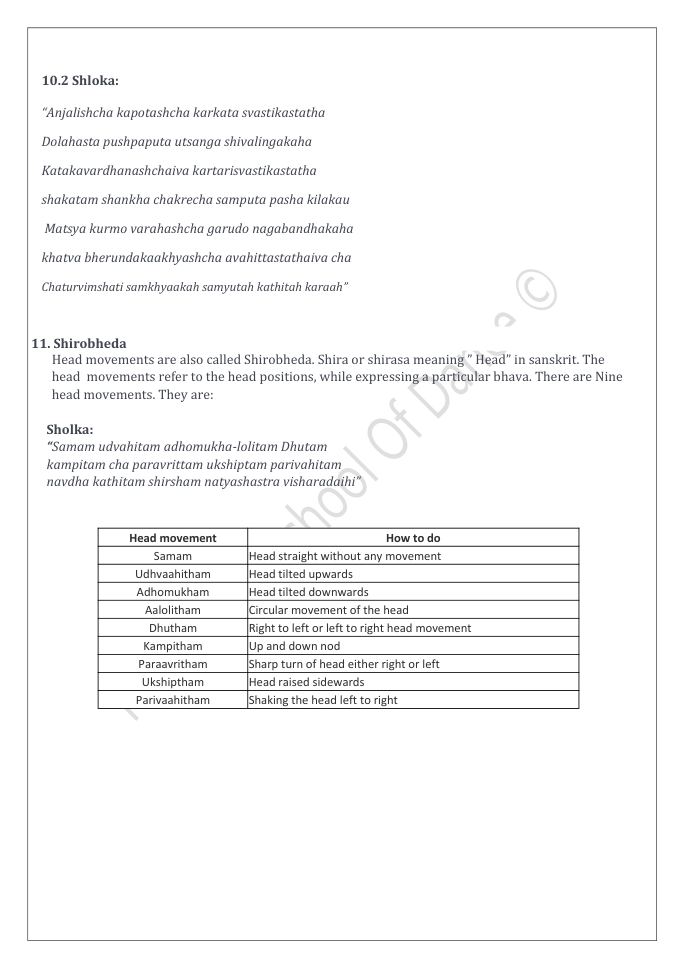 10.2 Shloka:
“Anjalishcha kapotashcha karkata svastikastatha
Dolahasta pushpaputa utsanga shivalingakaha
Katakavardhanashchaiva kartarisvastikastatha
shakatam shankha chakrecha samputa pasha kilakau
Matsya kurmo varahashcha garudo nagabandhakaha
khatva bherundakaakhyashcha avahittastathaiva cha
Chaturvimshati samkhyaakah samyutah kathitah karaah”
11. Shirobheda
Head movements are also called Shirobheda. Shira or shirasa meaning ” Head” in sanskrit. The
head movements refer to the head positions, while expressing a particular bhava. There are Nine
head movements. They are:
Sholka:
“Samam udvahitam adhomukha-lolitam Dhutam
kampitam cha paravrittam ukshiptam parivahitam
navdha kathitam shirsham natyashastra visharadaihi”
Head movement How to do
Samam Head straight without any movement
Udhvaahitham Head tilted upwards
Adhomukham Head tilted downwards
Aalolitham Circular movement of the head
Dhutham Right to left or left to right head movement
Kampitham Up and down nod
Paraavritham Sharp turn of head either right or left
Ukshiptham Head raised sidewards
Parivaahitham Shaking the head left to right
Of ©